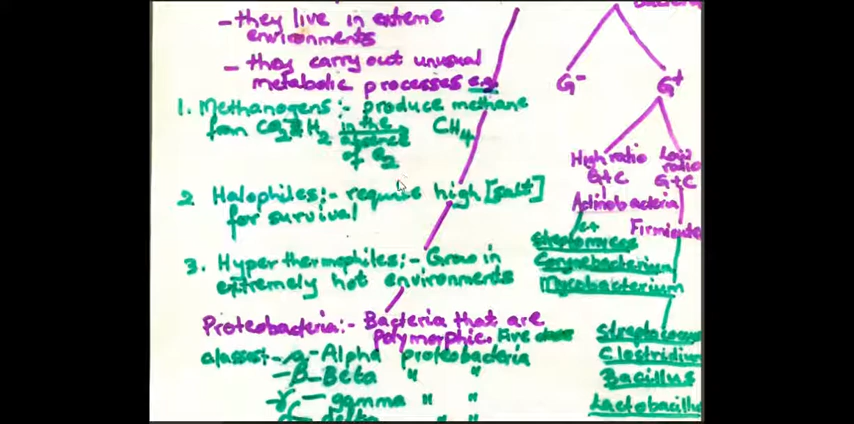 - they live in extreme
environments
- they carry out unusual
metabolic processes e.g.
1. Methanogens:- produce methane
from CO2 & H2 in the absence of O2 CH4
2 Halophiles:- require high [salt]
for survival
3. Hyperthermophiles:- Grow in
extremely hot environments
Proteobacteria:- Bacteria that are
polymorphic. Five
classes:- α-Alpha proteobacteria
-β-Beta " "
-γ- gamma " "
- delta " "
G- G+
High ratio G+C
Low ratio G+C
Actinobacteria
Firmicute
Streptomyces
Corynebacterium
Mycobacterium
Streptococcus
Clostridium
Bacillus
Lactobacillu